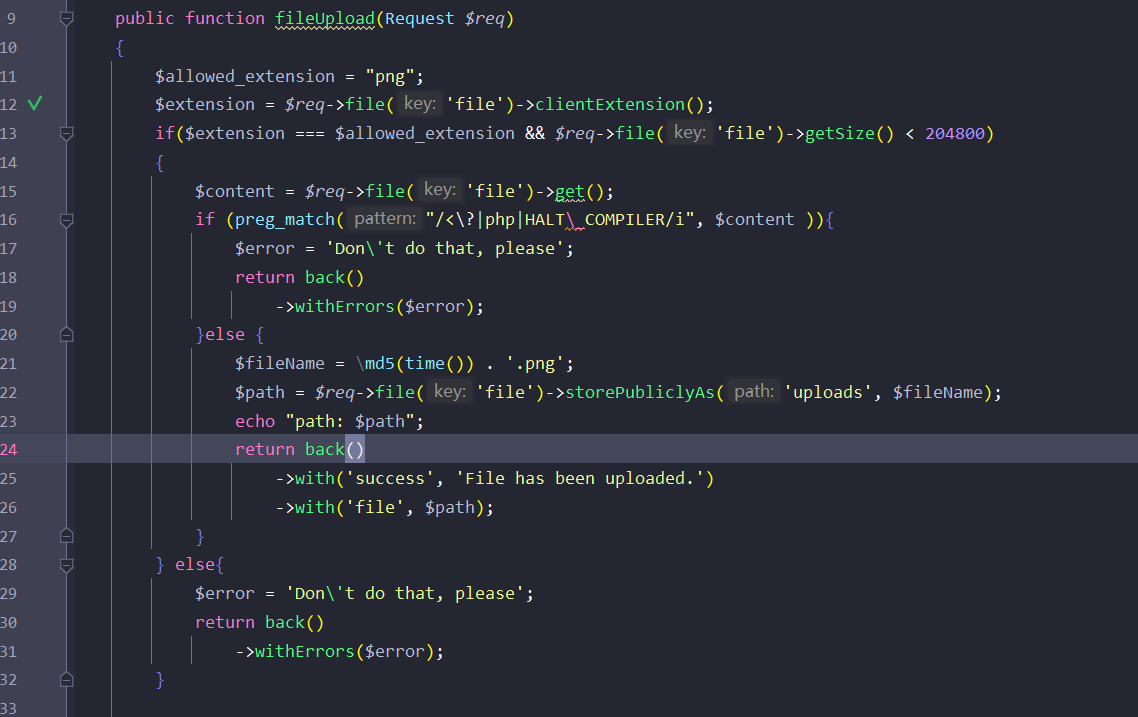 9 public function fileUpload(Request $req)
10 {
11 $allowed_extension = "png";
12 $extension = $req->file( key: 'file')->clientExtension();
13 if($extension === $allowed_extension && $req->file( key: 'file')->getSize() < 204800)
14 {
15 $content = $req->file( key: 'file')->get();
16 if (preg_match( pattern: "/<\?|php|HALT\_COMPILER/i", $content )){
17 $error = 'Don\'t do that, please';
18 return back()
19 ->withErrors($error);
20 }else {
21 $fileName = \md5(time()) . '.png';
22 $path = $req->file( key: 'file')->storePubliclyAs( path: 'uploads', $fileName);
23 echo "path: $path";
24 return back()
25 ->with('success', 'File has been uploaded.')
26 ->with('file', $path);
27 }
28 } else{
29 $error = 'Don\'t do that, please';
30 return back()
31 ->withErrors($error);
32 }
33